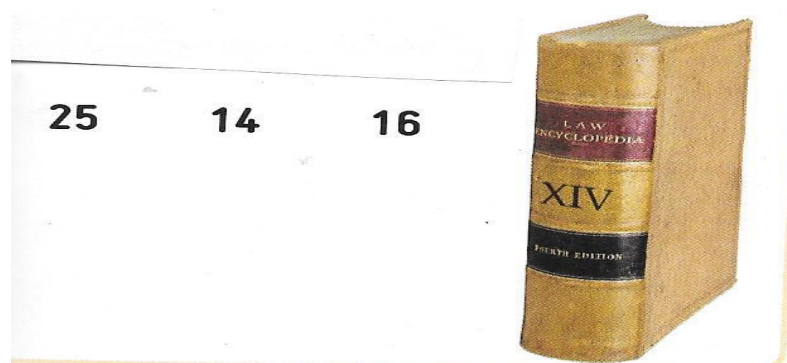 25 14 16
LAW
ENCYCLOPEDIA
XIV
FOURTH EDITION